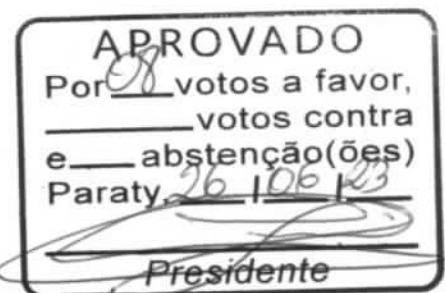 APROVADO
Por 08 votos a favor,
votos contra
e abstenção(ões)
Paraty, 26 / 06 / 23
Presidente